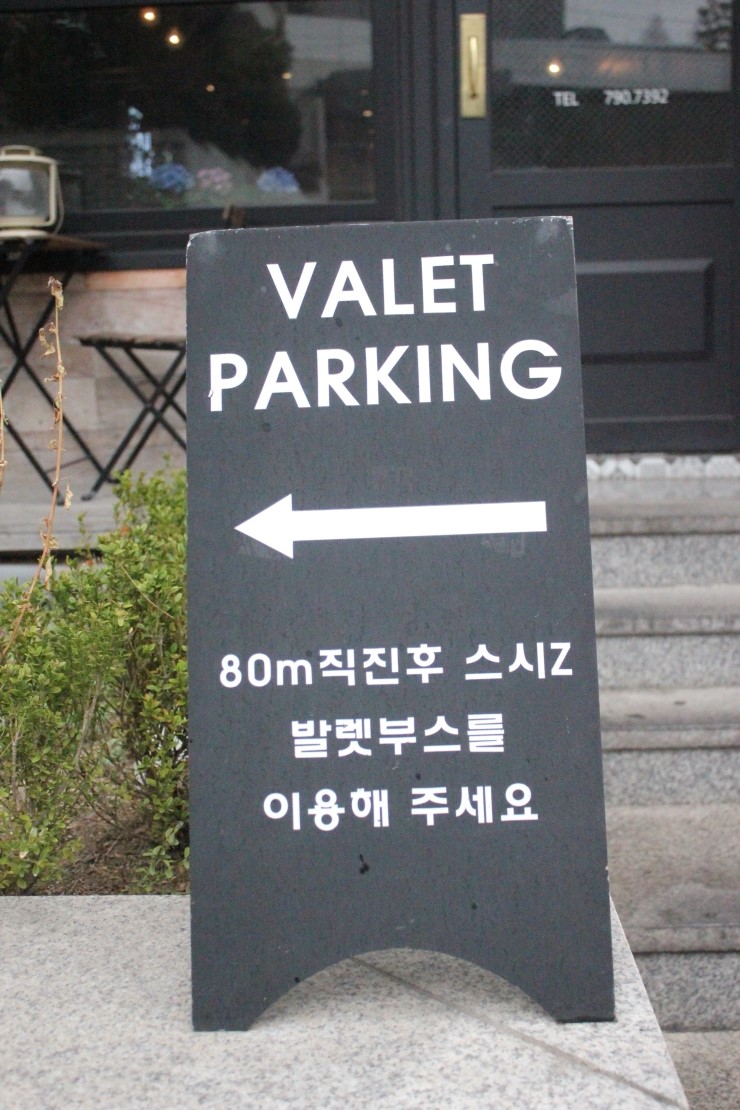 TEL 790.7392
VALET
PARKING
80m직진후 스시Z
발렛부스를
이용해 주세요